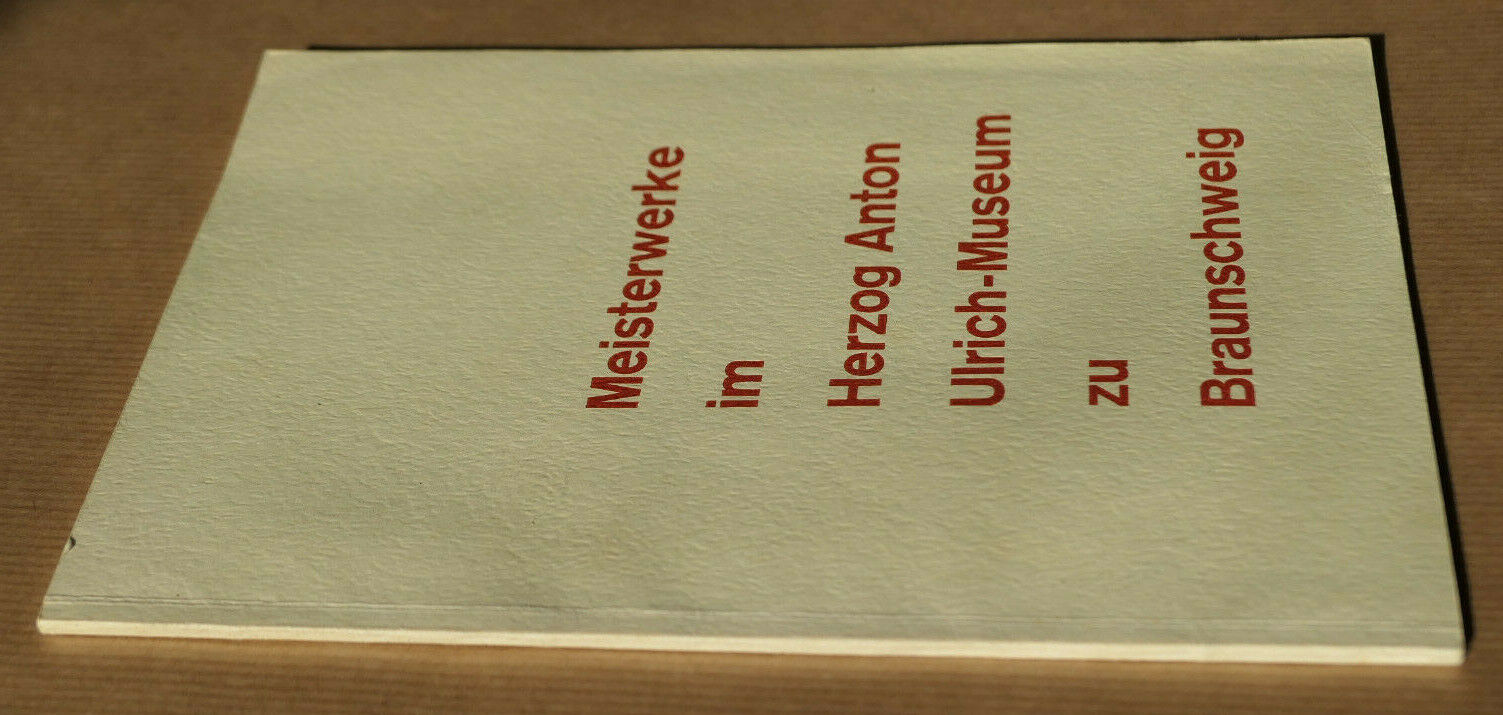 Meisterwerke
im
Herzog Anton
Ulrich-Museum
zu
Braunschweig